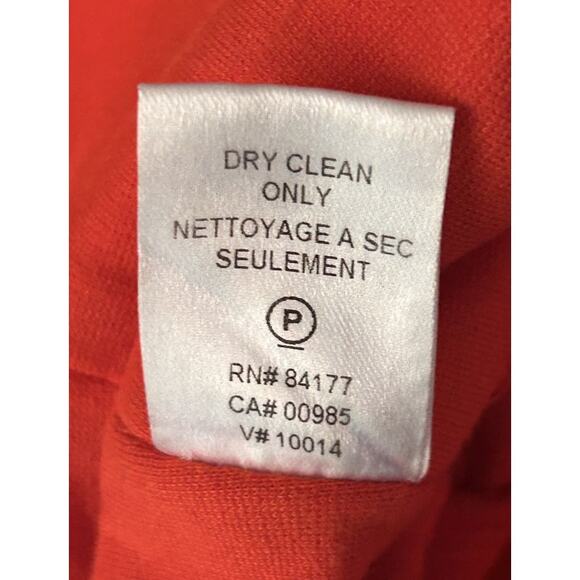 DRY CLEAN
ONLY
NETTOYAGE A SEC
SEULEMENT
P
RN# 84177
CA# 00985
V# 10014